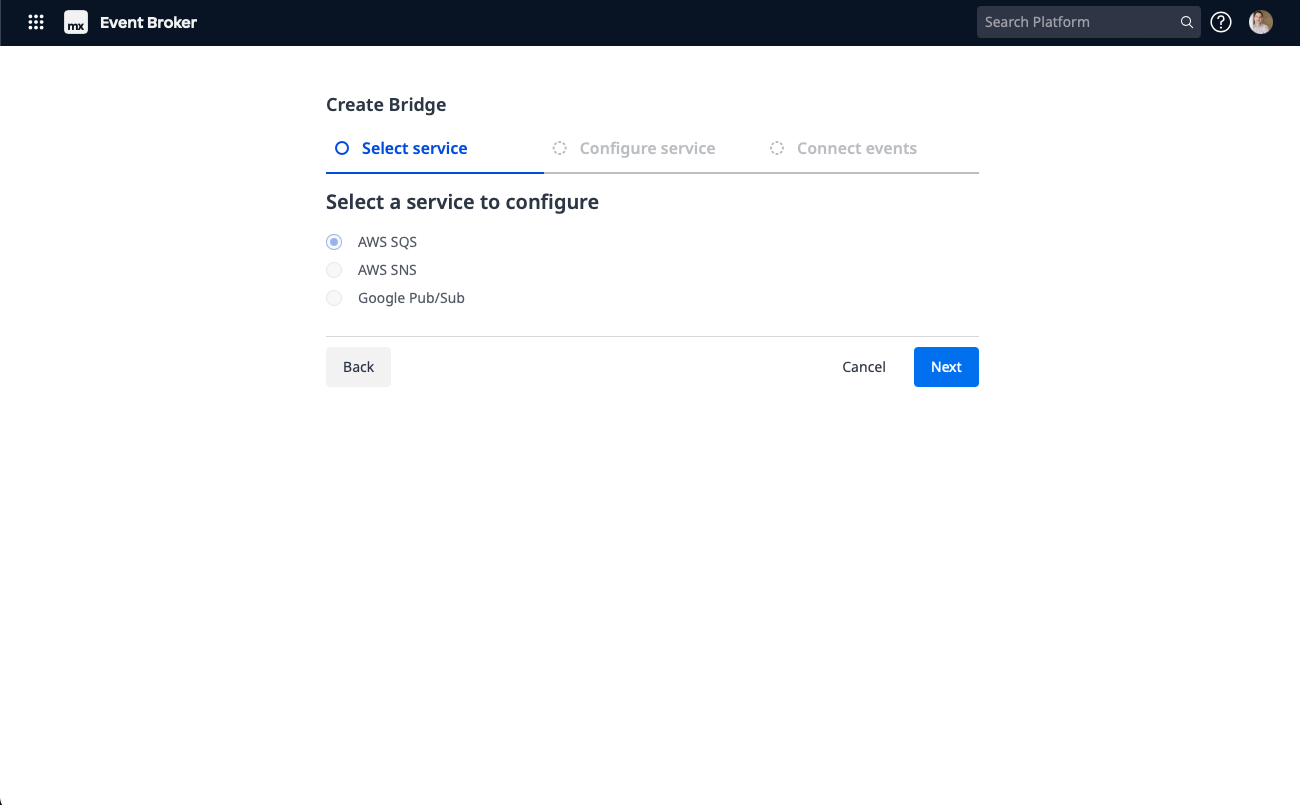 mx Event Broker Search Platform
Create Bridge
Select service Configure service Connect events
Select a service to configure
AWS SQS
AWS SNS
Google Pub/Sub
Back Cancel Next